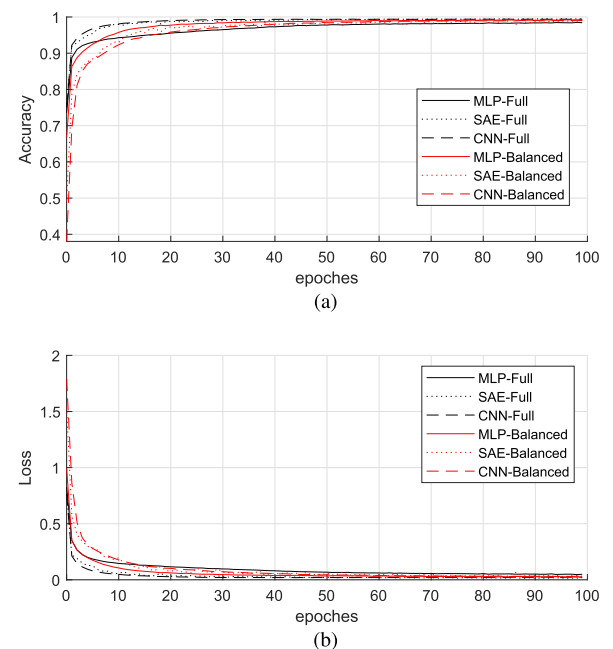 1
0.9
0.8
0.7
0.6
0.5
0.4
Accuracy
MLP-Full
SAE-Full
CNN-Full
MLP-Balanced
SAE-Balanced
CNN-Balanced
0 10 20 30 40 50 60 70 80 90 100
epoches
(a)
2
1.5
1
0.5
0
Loss
MLP-Full
SAE-Full
CNN-Full
MLP-Balanced
SAE-Balanced
CNN-Balanced
0 10 20 30 40 50 60 70 80 90 100
epoches
(b)